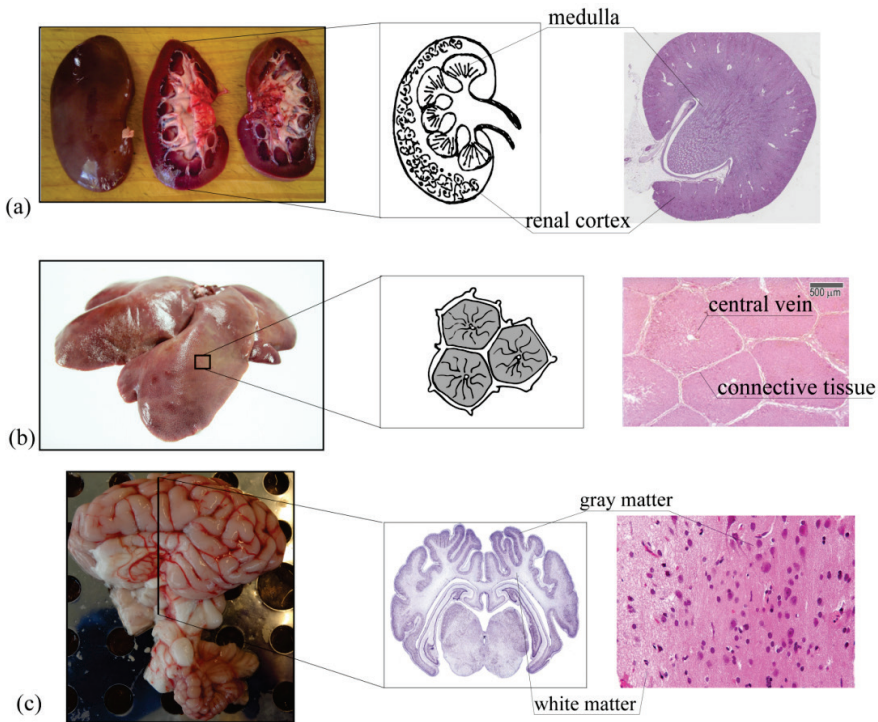 medulla
(a)
renal cortex
500 μm
central vein
connective tissue
(b)
gray matter
white matter
(c)